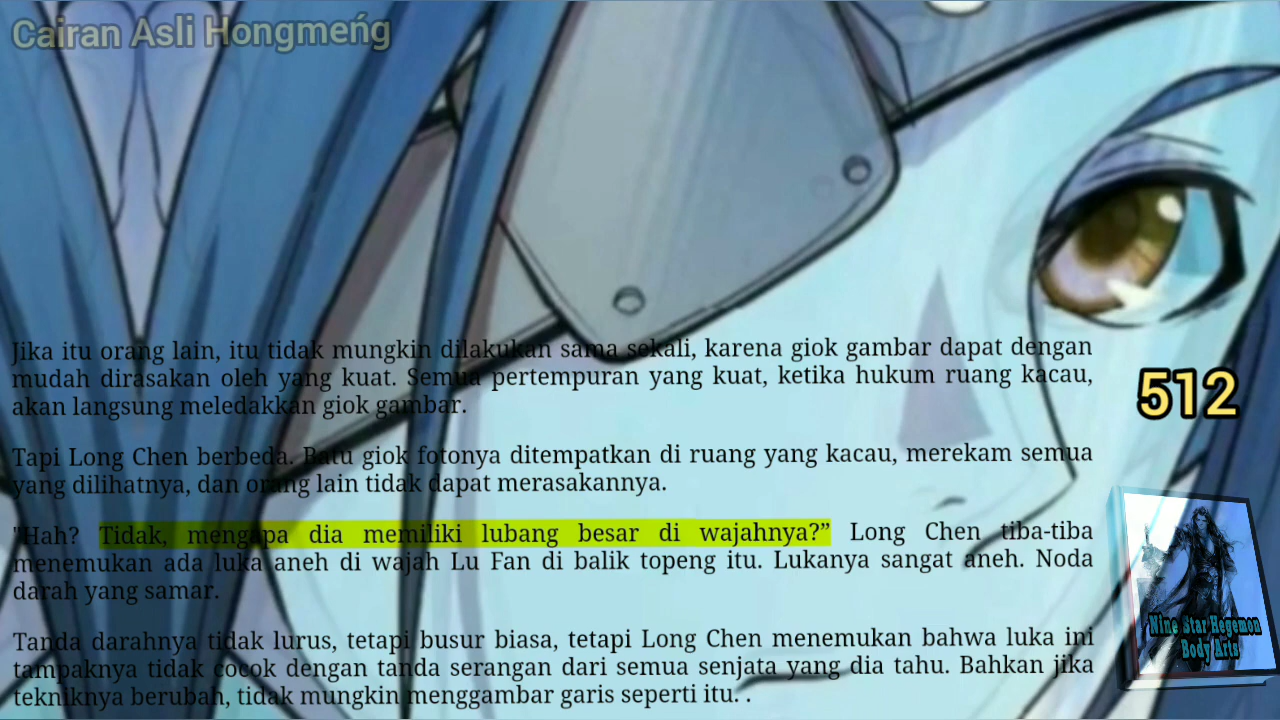 Cairan Asli Hongmeńg
Jika itu orang lain, itu tidak mungkin dilakukan sama sekali, karena giok gambar dapat dengan
mudah dirasakan oleh yang kuat. Semua pertempuran yang kuat, ketika hukum ruang kacau,
akan langsung meledakkan giok gambar.
Tapi Long Chen berbeda. Batu giok fotonya ditempatkan di ruang yang kacau, merekam semua
yang dilihatnya, dan orang lain tidak dapat merasakannya.
"Hah? Tidak, mengapa dia memiliki lubang besar di wajahnya?” Long Chen tiba-tiba
menemukan ada luka aneh di wajah Lu Fan di balik topeng itu. Lukanya sangat aneh. Noda
darah yang samar.
Tanda darahnya tidak lurus, tetapi busur biasa, tetapi Long Chen menemukan bahwa luka ini
tampaknya tidak cocok dengan tanda serangan dari semua senjata yang dia tahu. Bahkan jika
tekniknya berubah, tidak mungkin menggambar garis seperti itu. .
512
Nine Star Hegemon
Body Arts